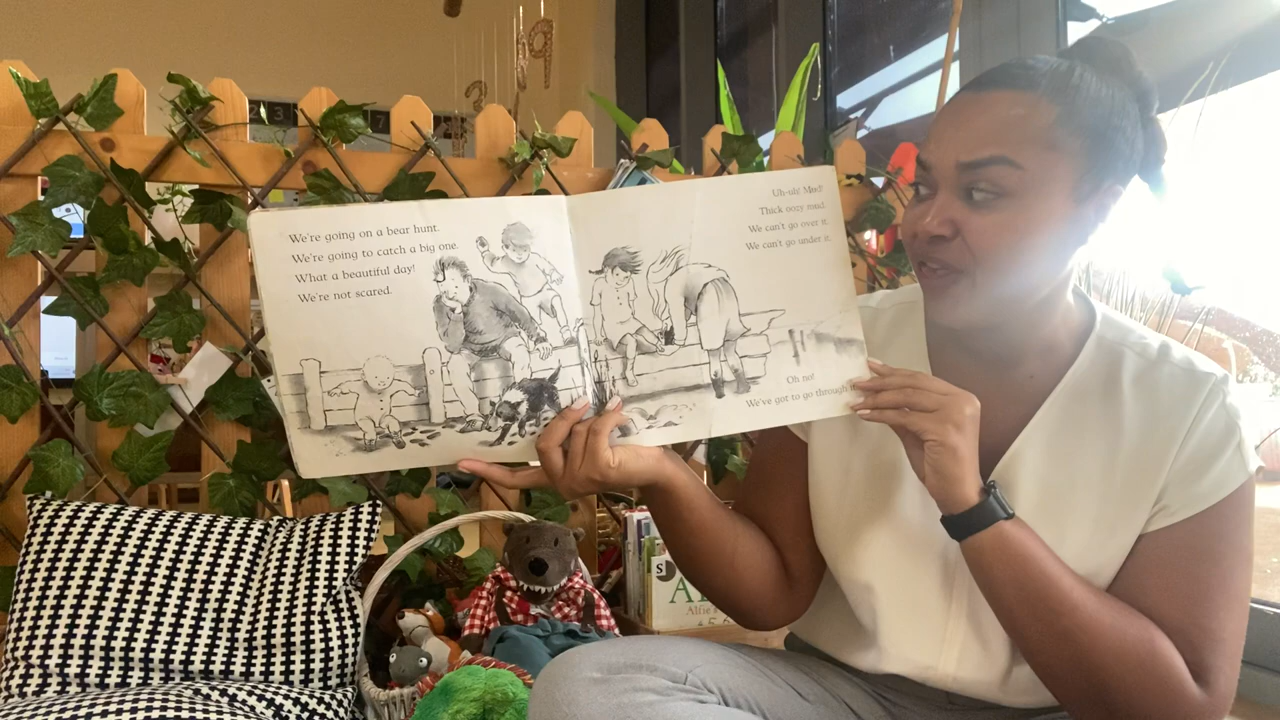 We're going on a bear hunt.
We're going to catch a big one.
What a beautiful day!
We're not scared.
Uh-uh! Mud!
Thick oozy mud.
We can't go over it.
We can't go under it.
Oh no!
We've got to go through
Alfie